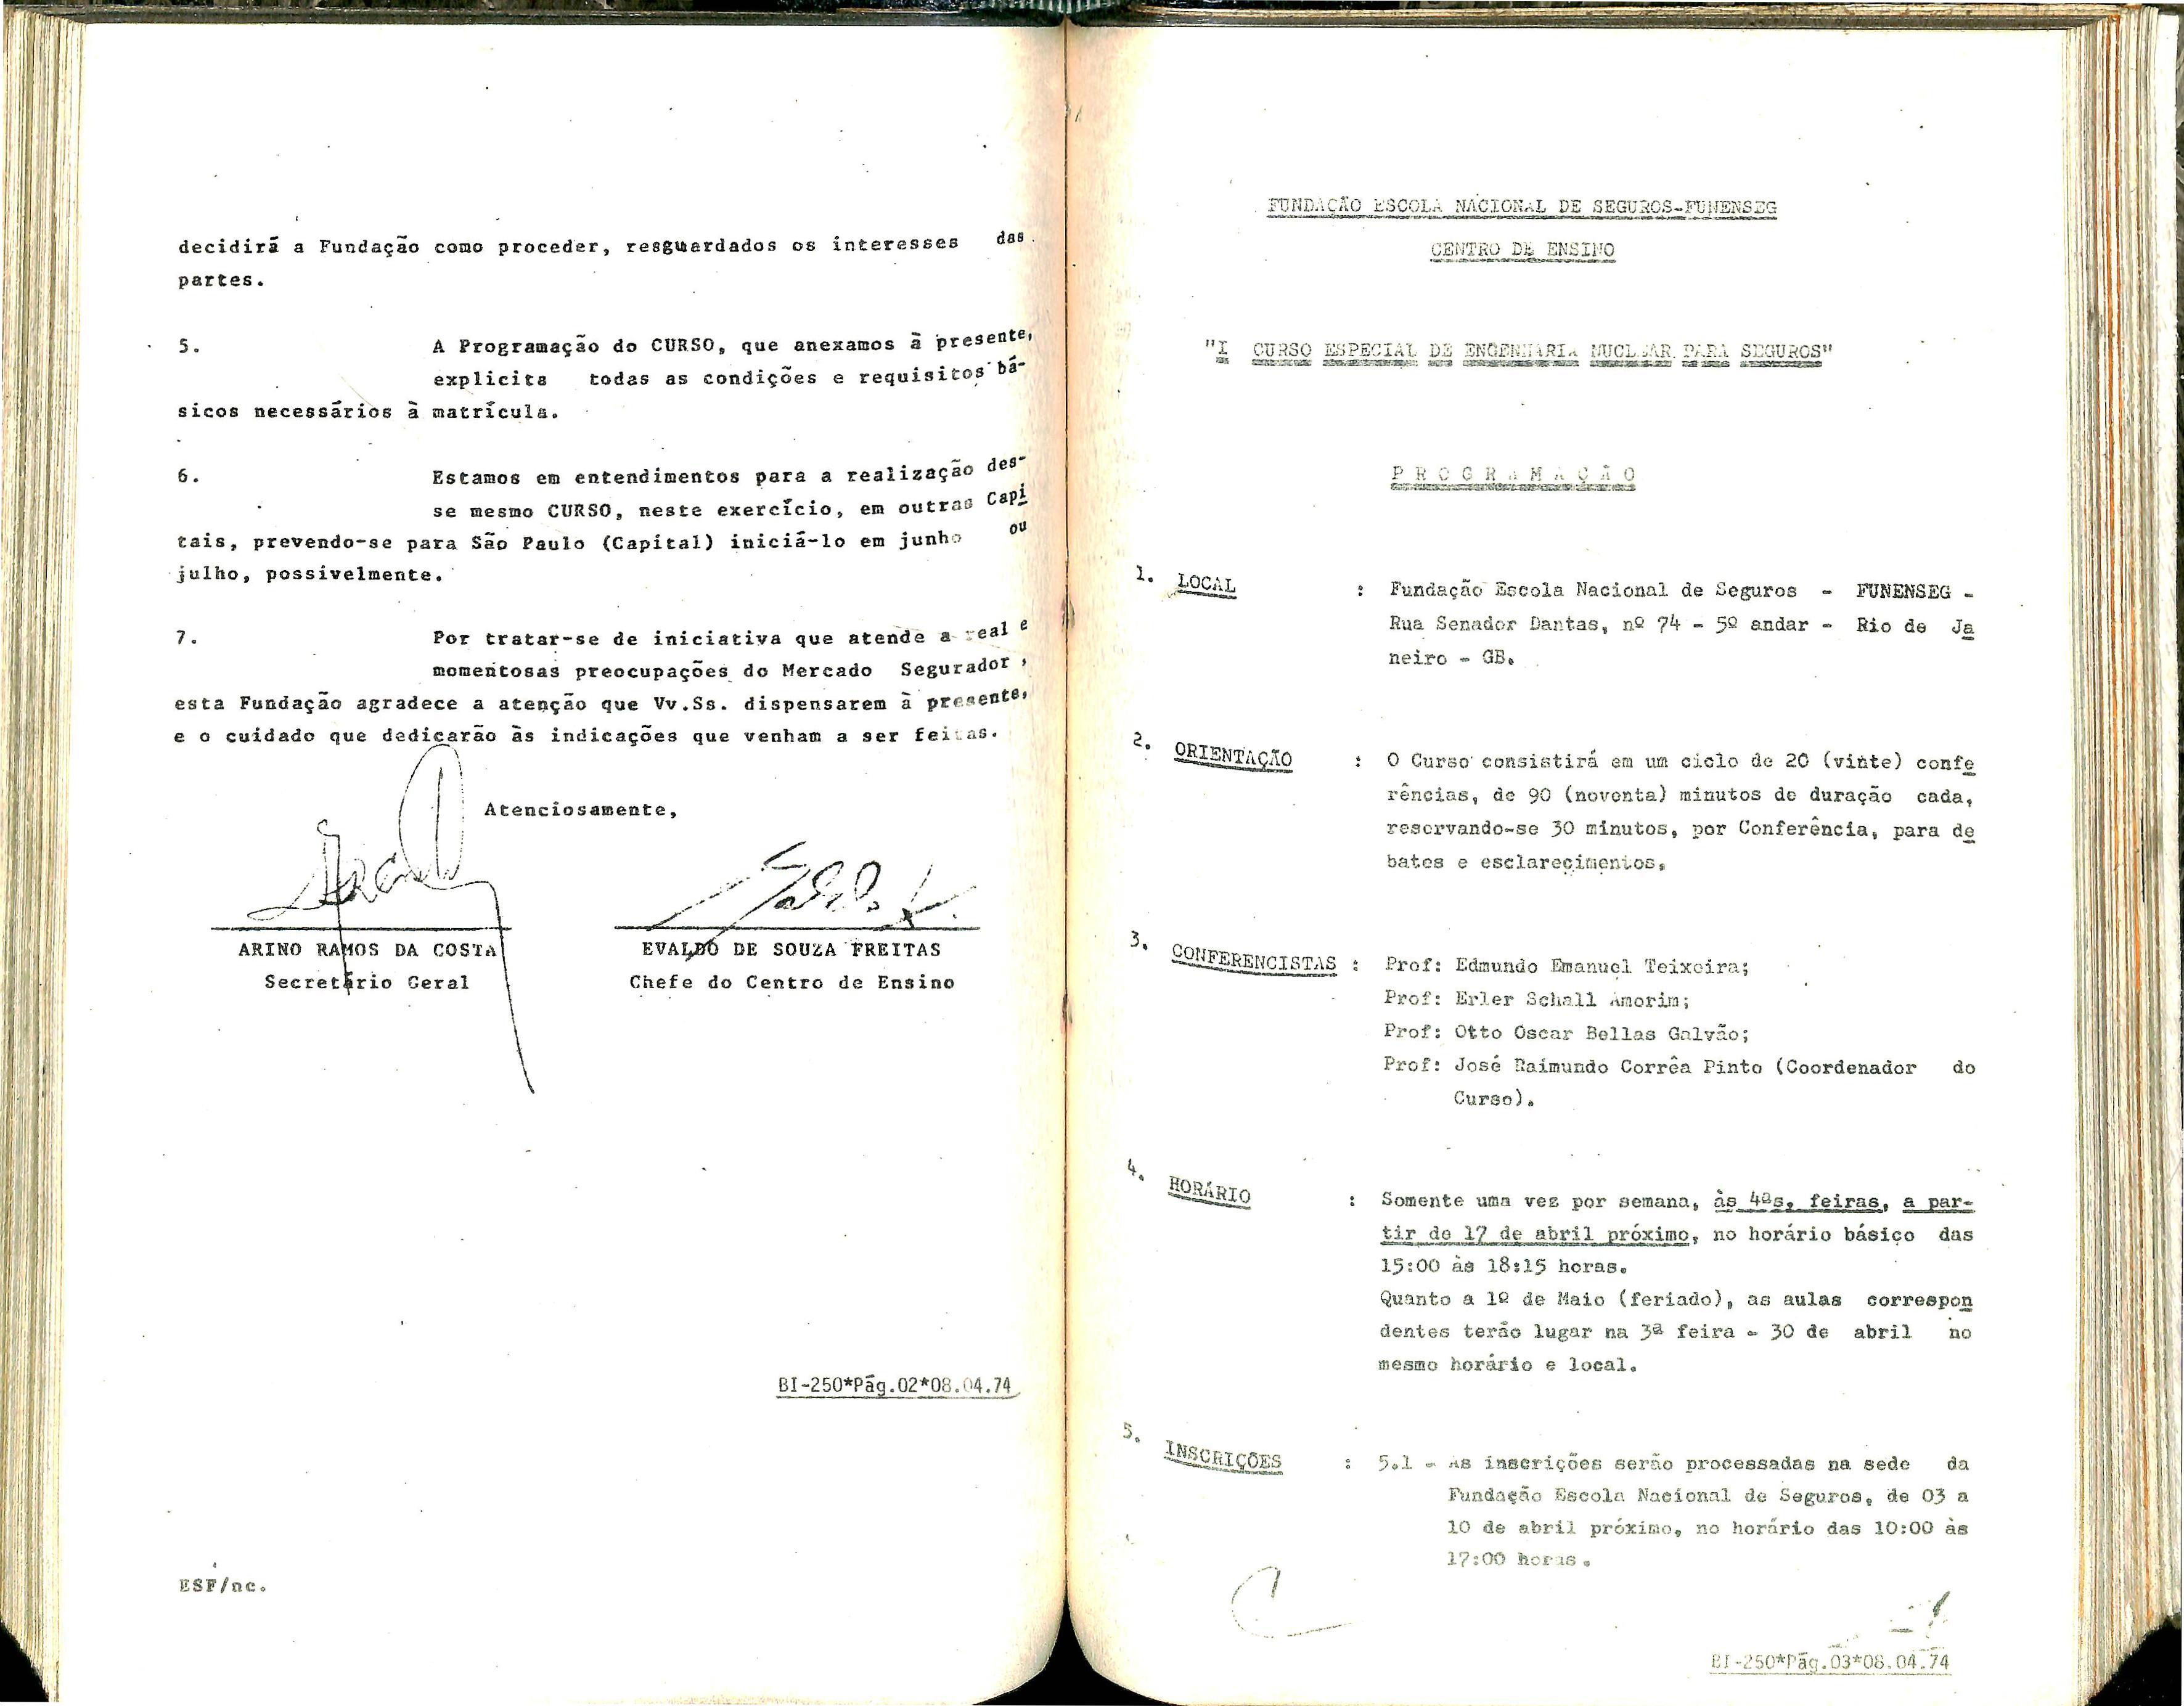 decidirá a Fundação como proceder, resguardados os interesses das
partes.
5. A Programação do CURSO, que anexamos à presente,
explicita todas as condições e requisitos bá-
sicos necessários à matrícula.
6. Estamos em entendimentos para a realização des-
se mesmo CURSO, neste exercício, em outras Capi
tais, prevendo-se para São Paulo (Capital) iniciá-lo em junho ou
julho, possivelmente.
7. Por tratar-se de iniciativa que atende a real e
momentosas preocupações do Mercado Segurador,
esta Fundação agradece a atenção que Vv.Ss. dispensarem à presente,
e o cuidado que dedicarão às indicações que venham a ser feitas.
Atenciosamente,
ARINO RAMOS DA COSTA
Secretário Geral
EVALDO DE SOUZA FREITAS
Chefe do Centro de Ensino
BI-250*Pág.02*08.04.74
ESF/nc.
FUNDAÇÃO ESCOLA NACIONAL DE SEGUROS-FUNENSEG
CENTRO DE ENSINO
"I CURSO ESPECIAL DE ENGENHARIA NUCLEAR PARA SEGUROS"
PROGRAMAÇÃO
1. LOCAL : Fundação Escola Nacional de Seguros - FUNENSEG -
Rua Senador Dantas, nº 74 - 5º andar - Rio de Ja
neiro - GB.
2. ORIENTAÇÃO : O Curso consistirá em um ciclo de 20 (vinte) confe
rências, de 90 (noventa) minutos de duração cada,
reservando-se 30 minutos, por Conferência, para de
bates e esclarecimentos.
3. CONFERENCISTAS : Prof: Edmundo Emanuel Teixeira;
Prof: Erler Schall Amorim;
Prof: Otto Oscar Bellas Galvão;
Prof: José Raimundo Corrêa Pinto (Coordenador do
Curso).
4. HORÁRIO : Somente uma vez por semana, às 4ªs. feiras, a par-
tir de 17 de abril próximo, no horário básico das
15:00 às 18:15 horas.
Quanto a 1º de Maio (feriado), as aulas correspon
dentes terão lugar na 3ª feira - 30 de abril no
mesmo horário e local.
5. INSCRIÇÕES : 5.1 - As inscrições serão processadas na sede da
Fundação Escola Nacional de Seguros, de 03 a
10 de abril próximo, no horário das 10:00 às
17:00 horas.
BI-250*Pág.03*08.04.74